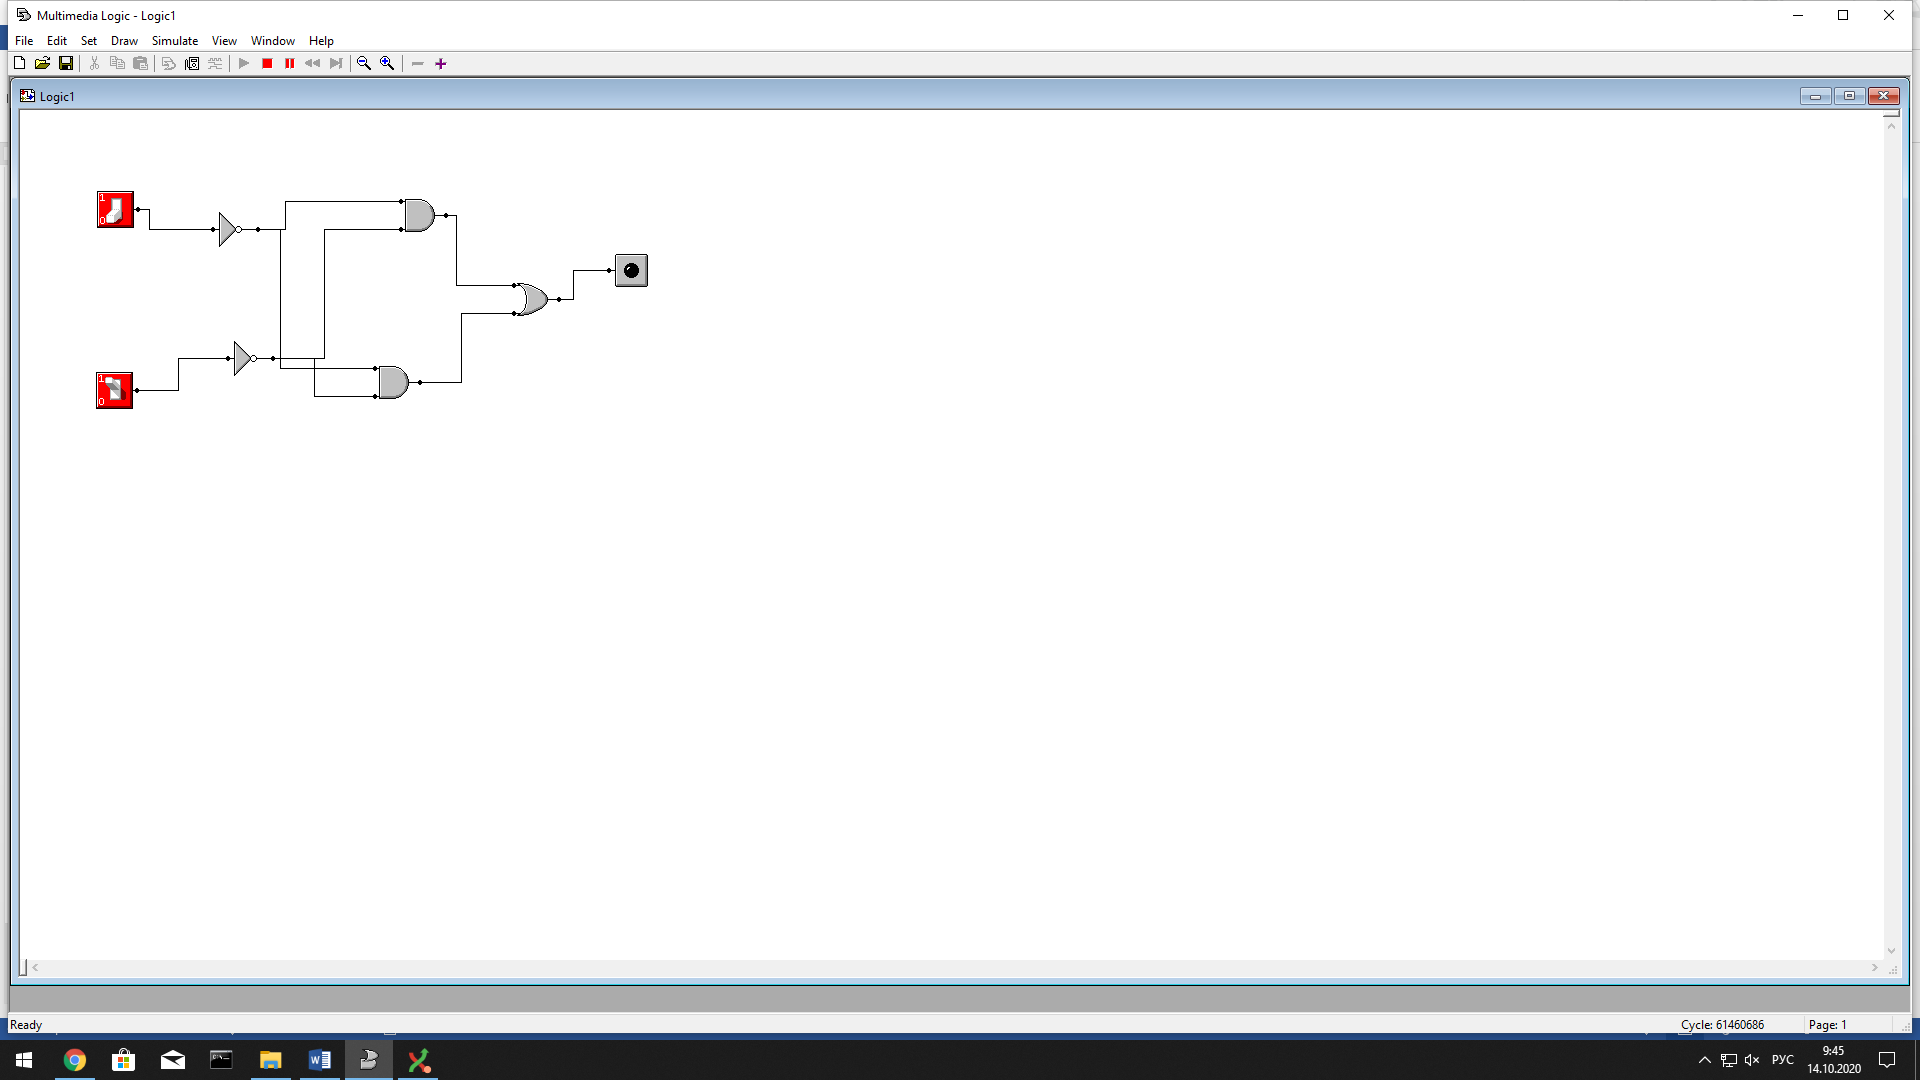 Multimedia Logic - Logic1
File Edit Set Draw Simulate View Window Help
Logic1
1
0
1
0
Ready
Cycle: 61460686
Page: 1
РУС
9:45
14.10.2020